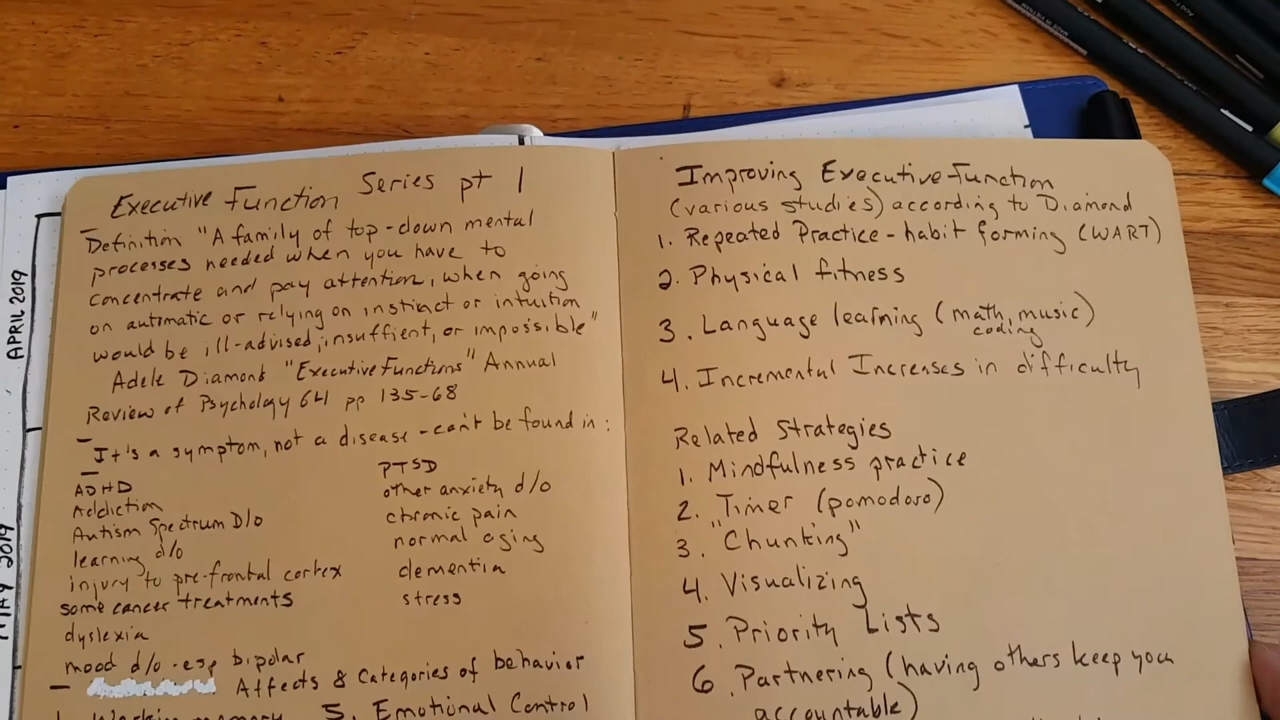 APRIL 2019
MAY 2019
Executive Function Series pt 1
Definition "A family of top-down mental
processes needed when you have to
concentrate and pay attention, when going
on automatic or relying on instinct or intuition
would be ill-advised, insufficient, or impossible"
Adele Diamond "Executive Functions" Annual
Review of Psychology 64 pp 135-68
- It's a symptom, not a disease - can't be found in:
ADHD
Addiction
Autism Spectrum D/o
learning d/o
injury to pre-frontal cortex
some cancer treatments
dyslexia
mood d/o - esp bipolar
PTSD
other anxiety d/o
chronic pain
normal aging
dementia
stress
- Affects 8 Categories of behavior
1. Working memory 5. Emotional Control
Improving Executive Function
(various studies) according to Diamond
1. Repeated Practice - habit forming (WART)
2. Physical fitness
3. Language learning (math, music)
coding
4. Incremental Increases in difficulty
Related Strategies
1. Mindfulness practice
2. Timer (pomodoro)
3. "Chunking"
4. Visualizing
5. Priority Lists
6. Partnering (having others keep you
accountable)